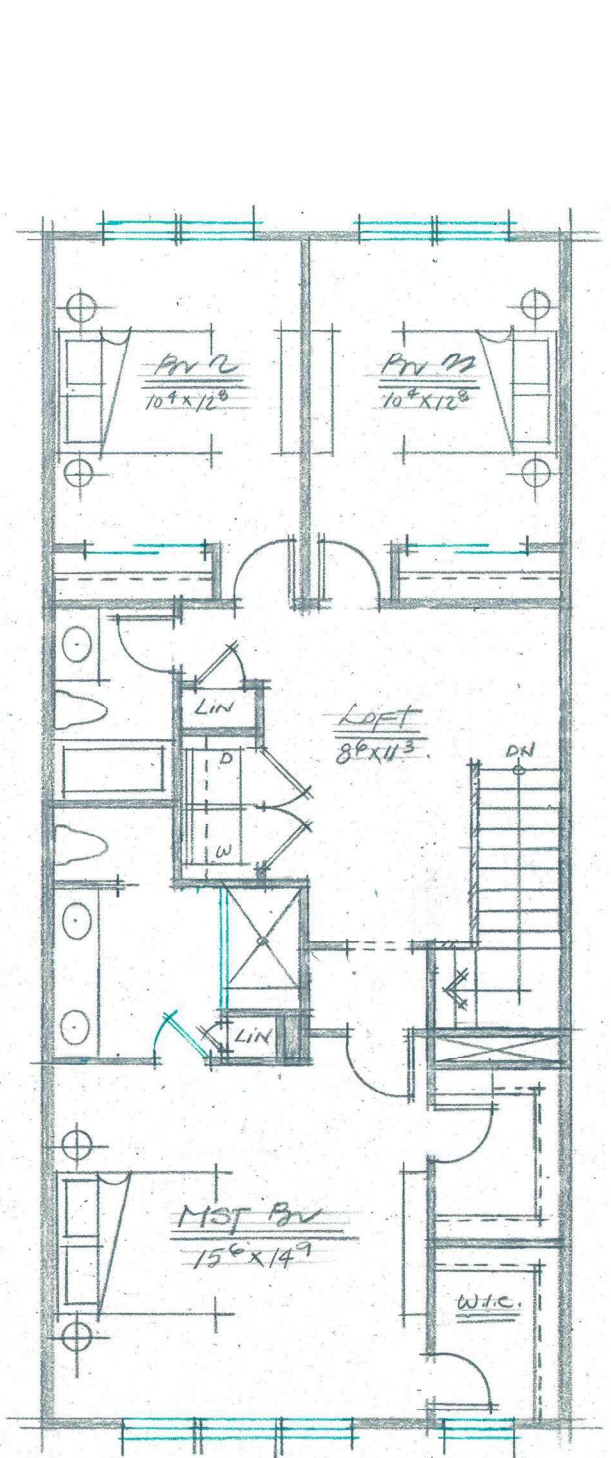 BR 2
10⁴ x 12⁸
BR 3
10⁴ x 12⁸
LIN
LOFT
8⁶ x 11³
D
DN
W
LIN
MST BR
15⁶ x 14⁹
W.I.C.